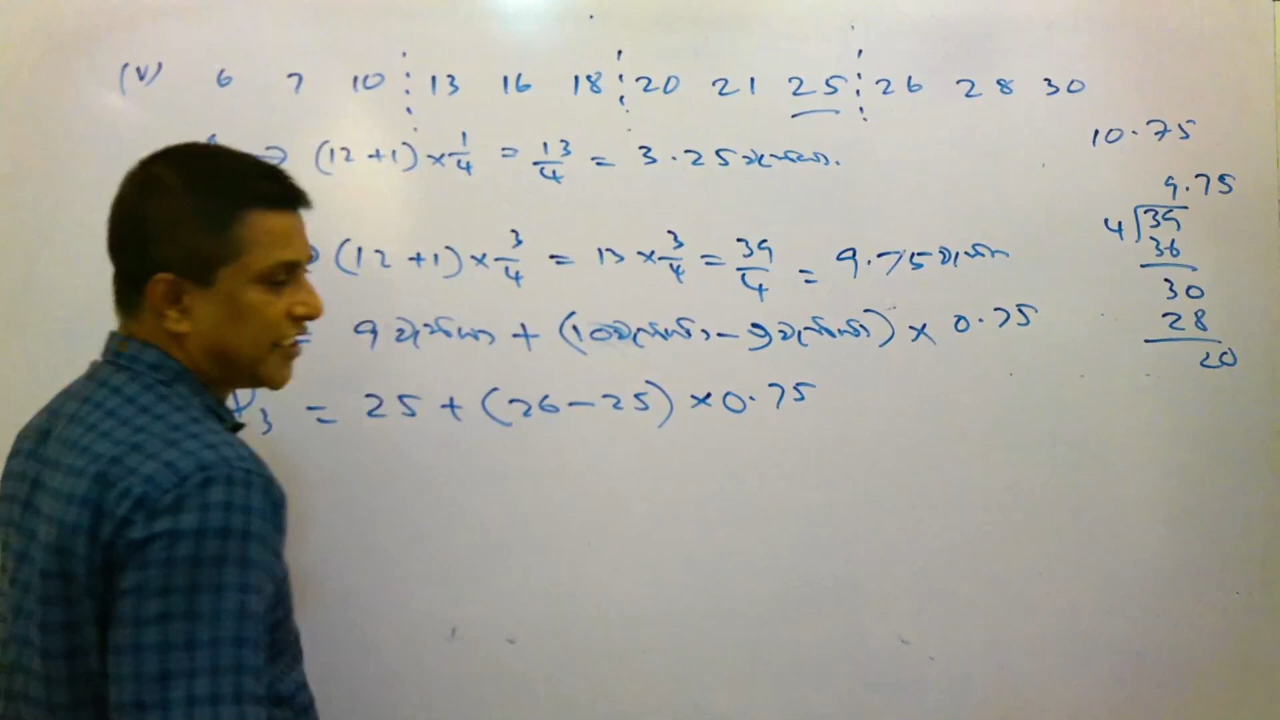 (v) 6 7 10 13 16 18 20 21 25 26 28 30
⇒ (12 + 1) × 1/4 = 13/4 = 3.25 වැන්නා.
(12 + 1) × 3/4 = 13 × 3/4 = 39/4 = 9.75
= 9 වැන්නා + (10 වැන්නා − 9 වැන්නා) × 0.75
3 = 25 + (26 − 25) × 0.75
10.75
9.75
4 39
36
30
28
20